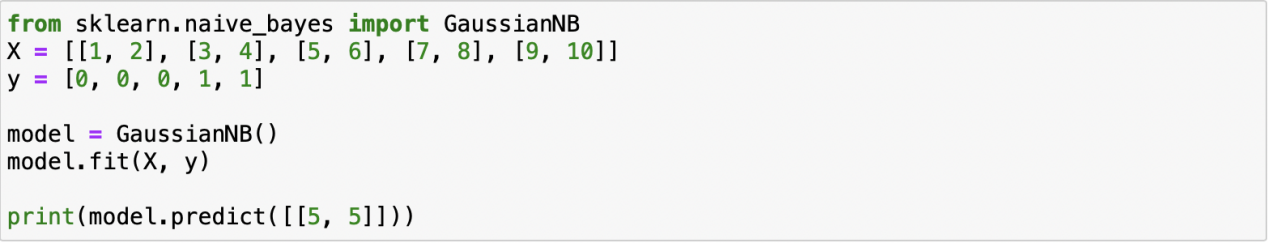 from sklearn.naive_bayes import GaussianNB
X = [[1, 2], [3, 4], [5, 6], [7, 8], [9, 10]]
y = [0, 0, 0, 1, 1]
model = GaussianNB()
model.fit(X, y)
print(model.predict([[5, 5]]))